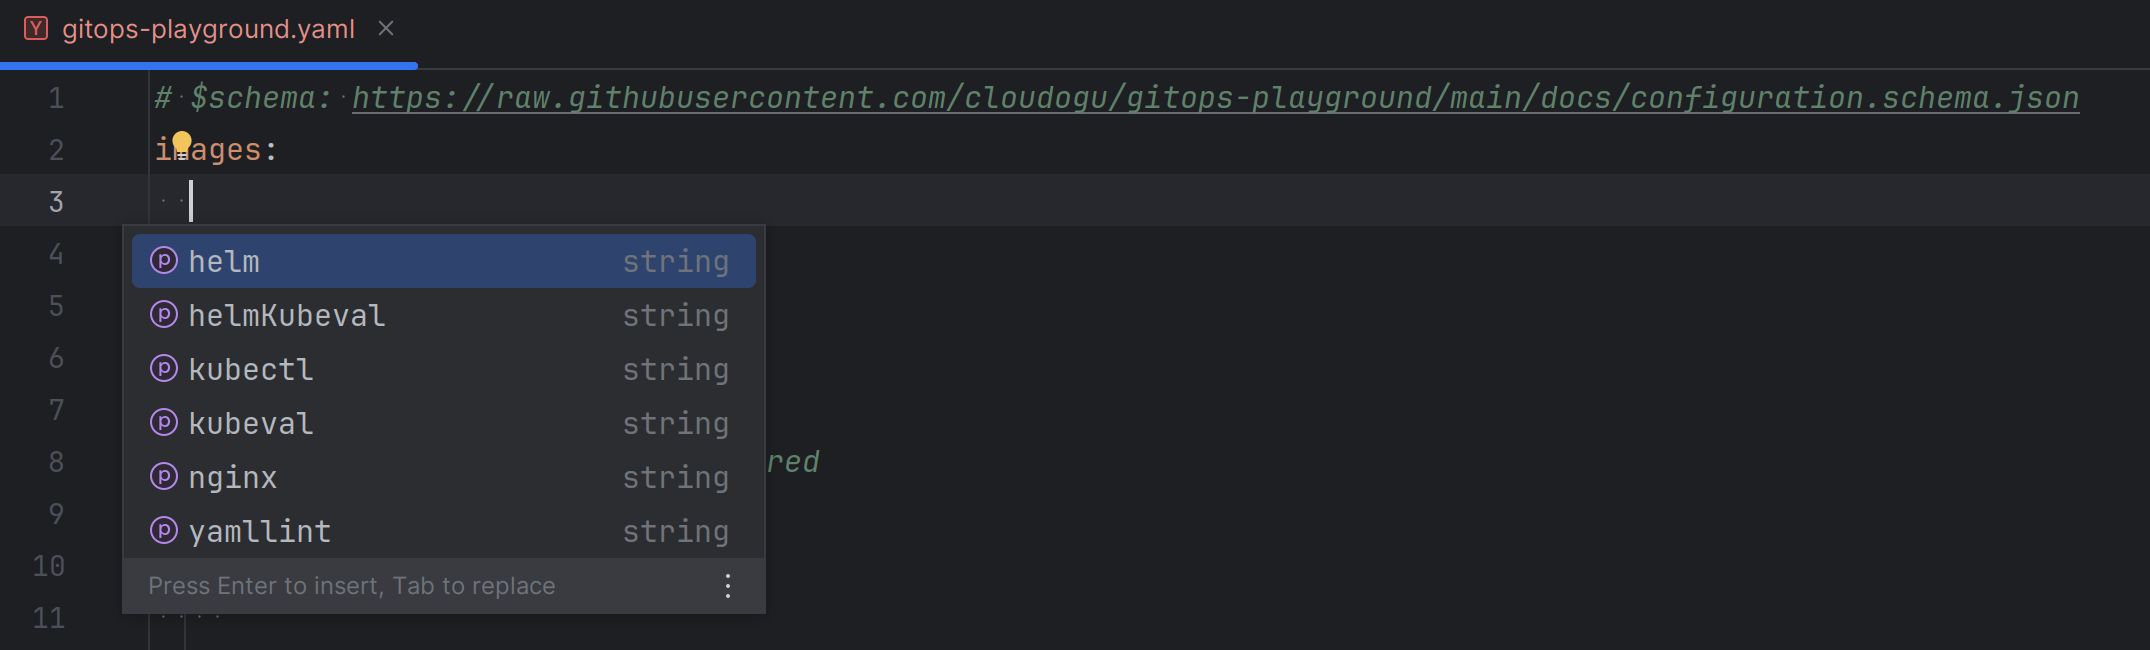 Y gitops-playground.yaml
1 # $schema: https://raw.githubusercontent.com/cloudogu/gitops-playground/main/docs/configuration.schema.json
2 images:
3
4
5
6
7
8 red
9
10
11
p helm string
p helmKubeval string
p kubectl string
p kubeval string
p nginx string
p yamllint string
Press Enter to insert, Tab to replace